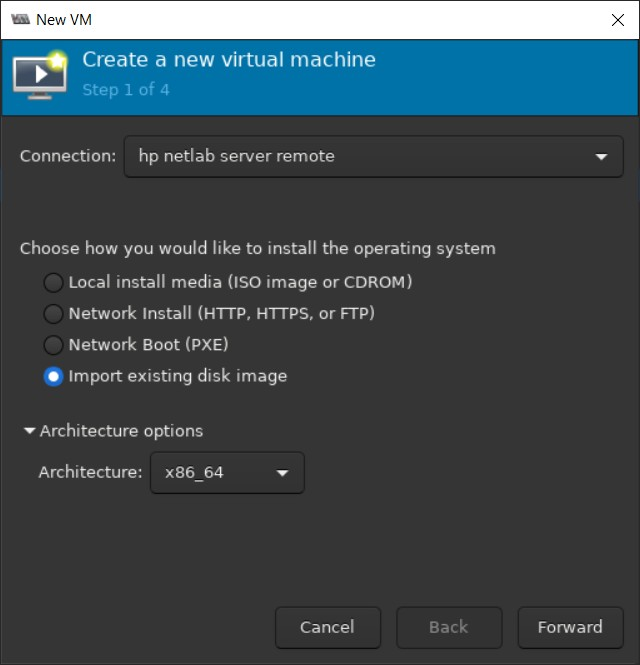 New VM
Create a new virtual machine
Step 1 of 4
Connection: hp netlab server remote
Choose how you would like to install the operating system
Local install media (ISO image or CDROM)
Network Install (HTTP, HTTPS, or FTP)
Network Boot (PXE)
Import existing disk image
Architecture options
Architecture: x86_64
Cancel Back Forward